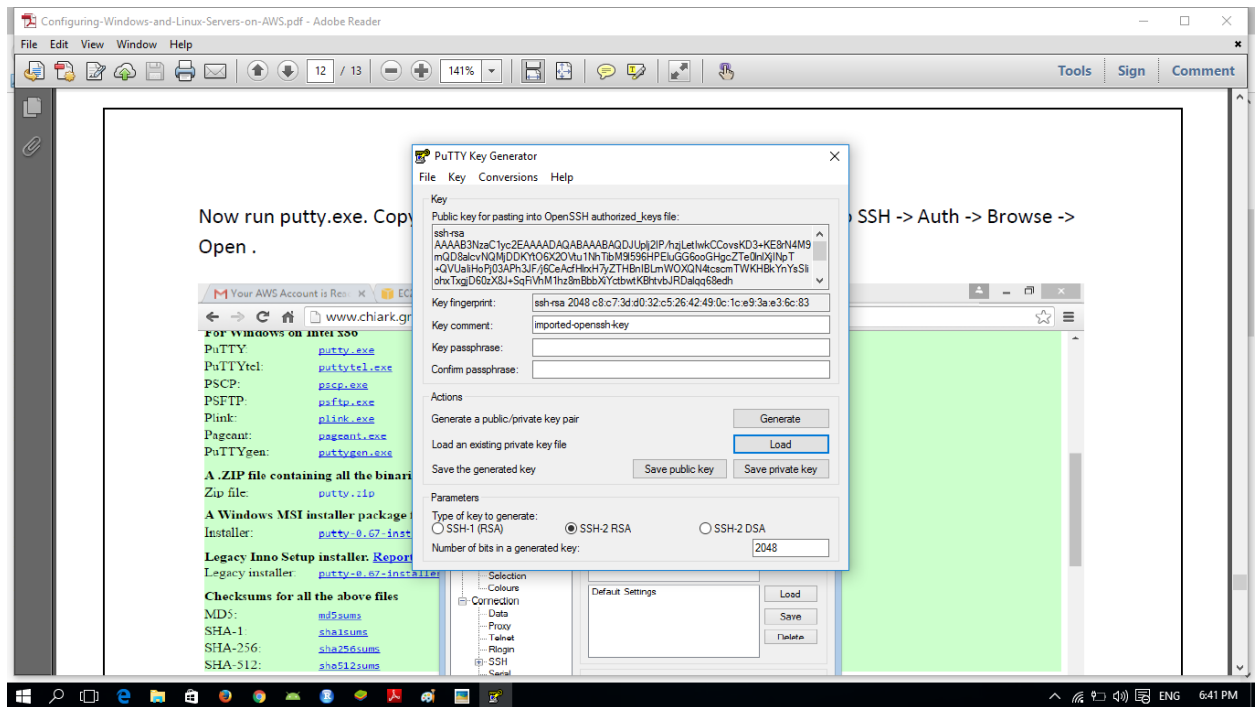 Configuring-Windows-and-Linux-Servers-on-AWS.pdf - Adobe Reader
File Edit View Window Help
12 / 13 141% Tools Sign Comment
Now run putty.exe. Copy
SSH -> Auth -> Browse ->
Open .
Your AWS Account is Rea
EC
www.chiark.gr
For Windows on Intel x86
PuTTY: putty.exe
PuTTYtel: puttytel.exe
PSCP: pscp.exe
PSFTP: psftp.exe
Plink: plink.exe
Pageant: pageant.exe
PuTTYgen: puttygen.exe
A .ZIP file containing all the binari
Zip file: putty.zip
A Windows MSI installer package
Installer: putty-0.67-inst
Legacy Inno Setup installer. Report
Legacy installer: putty-0.67-installe
Checksums for all the above files
MD5: md5sums
SHA-1: sha1sums
SHA-256: sha256sums
SHA-512: sha512sums
PuTTY Key Generator
File Key Conversions Help
Key
Public key for pasting into OpenSSH authorized_keys file:
ssh-rsa
Key fingerprint: ssh-rsa 2048 c8:c7:3d:d0:32:c5:26:42:49:0c:1c:e9:3a:e3:6c:83
Key comment: imported-openssh-key
Key passphrase:
Confirm passphrase:
Actions
Generate a public/private key pair Generate
Load an existing private key file Load
Save the generated key Save public key Save private key
Parameters
Type of key to generate:
SSH-1 (RSA) SSH-2 RSA SSH-2 DSA
Number of bits in a generated key: 2048
Selection
Colours
Connection
Data
Proxy
Telnet
Rlogin
SSH
Serial
Default Settings
Load
Save
Delete
ENG 6:41 PM